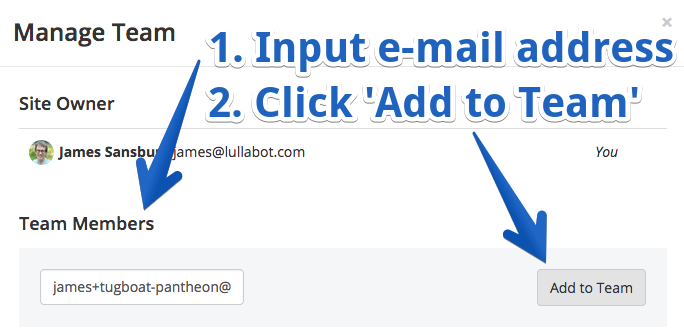 Manage Team
×
1. Input e-mail address
2. Click 'Add to Team'
Site Owner
James Sansbur james@lullabot.com You
Team Members
james+tugboat-pantheon@
Add to Team